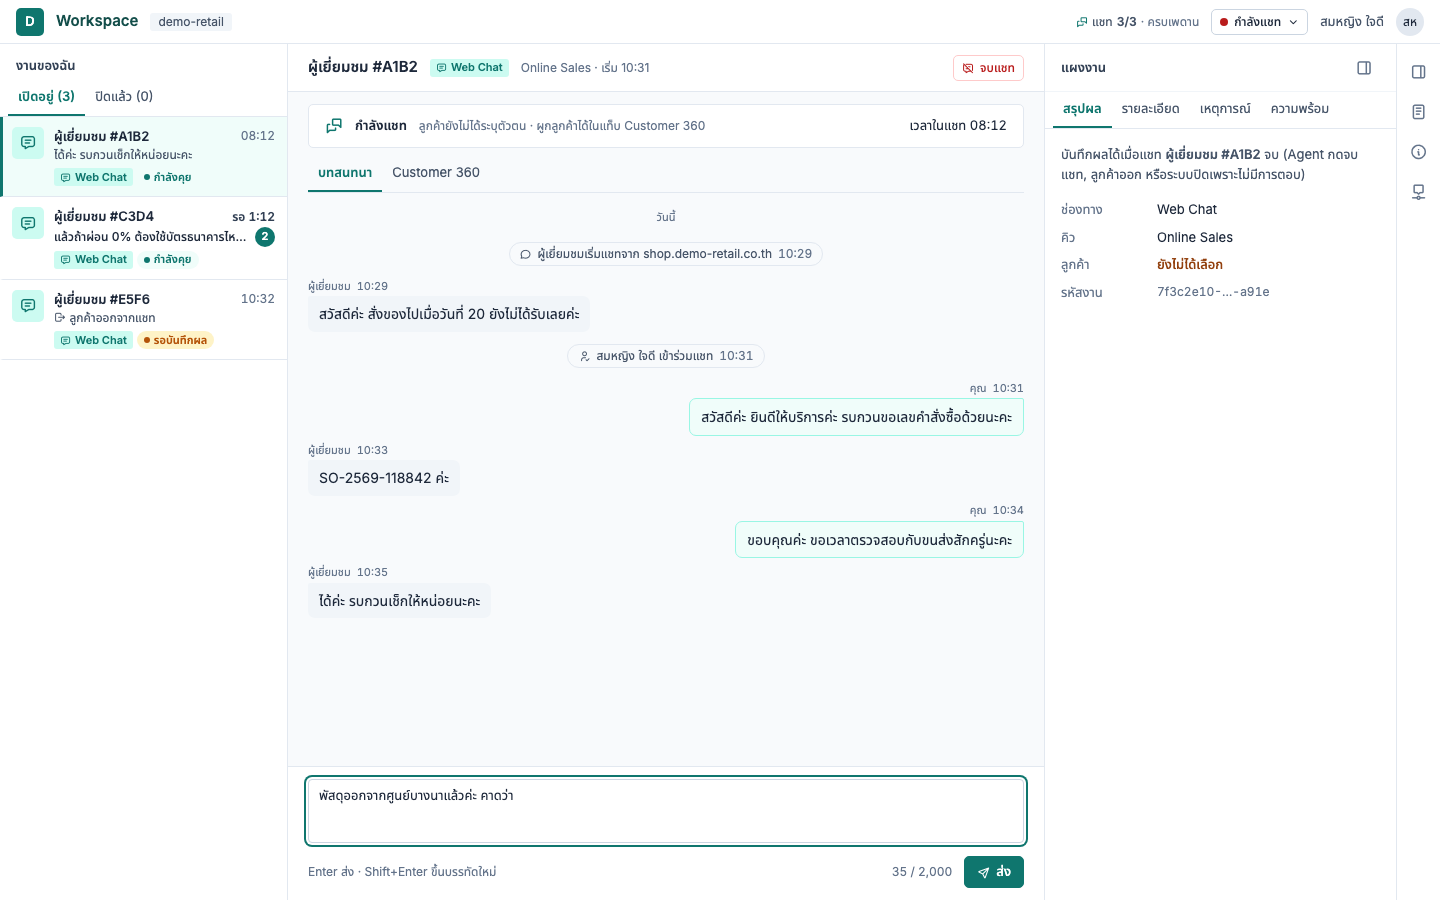 D Workspace demo-retail
แชท 3/3 · ครบเพดาน กำลังแชท สมหญิง ใจดี สห
งานของฉัน
เปิดอยู่ (3) ปิดแล้ว (0)
ผู้เยี่ยมชม #A1B2 08:12
ได้ค่ะ รบกวนเช็กให้หน่อยนะคะ
Web Chat กำลังคุย
ผู้เยี่ยมชม #C3D4 รอ 1:12
แล้วถ้าผ่อน 0% ต้องใช้บัตรธนาคารไห... 2
Web Chat กำลังคุย
ผู้เยี่ยมชม #E5F6 10:32
ลูกค้าออกจากแชท
Web Chat รอบันทึกผล
ผู้เยี่ยมชม #A1B2 Web Chat Online Sales · เริ่ม 10:31 จบแชท
กำลังแชท ลูกค้ายังไม่ได้ระบุตัวตน · ผูกลูกค้าได้ในแท็บ Customer 360 เวลาในแชท 08:12
บทสนทนา Customer 360
วันนี้
ผู้เยี่ยมชมเริ่มแชทจาก shop.demo-retail.co.th 10:29
ผู้เยี่ยมชม 10:29
สวัสดีค่ะ สั่งของไปเมื่อวันที่ 20 ยังไม่ได้รับเลยค่ะ
สมหญิง ใจดี เข้าร่วมแชท 10:31
คุณ 10:31
สวัสดีค่ะ ยินดีให้บริการค่ะ รบกวนขอเลขคำสั่งซื้อด้วยนะคะ
ผู้เยี่ยมชม 10:33
SO-2569-118842 ค่ะ
คุณ 10:34
ขอบคุณค่ะ ขอเวลาตรวจสอบกับขนส่งสักครู่นะคะ
ผู้เยี่ยมชม 10:35
ได้ค่ะ รบกวนเช็กให้หน่อยนะคะ
พัสดุออกจากศูนย์บางนาแล้วค่ะ คาดว่า
Enter ส่ง · Shift+Enter ขึ้นบรรทัดใหม่ 35 / 2,000 ส่ง
แผงงาน
สรุปผล รายละเอียด เหตุการณ์ ความพร้อม
บันทึกผลได้เมื่อแชท ผู้เยี่ยมชม #A1B2 จบ (Agent กดจบ
แชท, ลูกค้าออก หรือระบบปิดเพราะไม่มีการตอบ)
ช่องทาง Web Chat
คิว Online Sales
ลูกค้า ยังไม่ได้เลือก
รหัสงาน 7f3c2e10-...-a91e